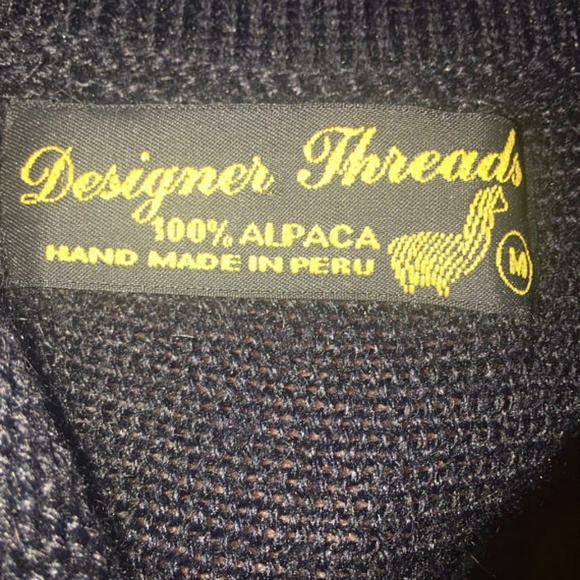 Designer Threads
100% ALPACA
HAND MADE IN PERU
M